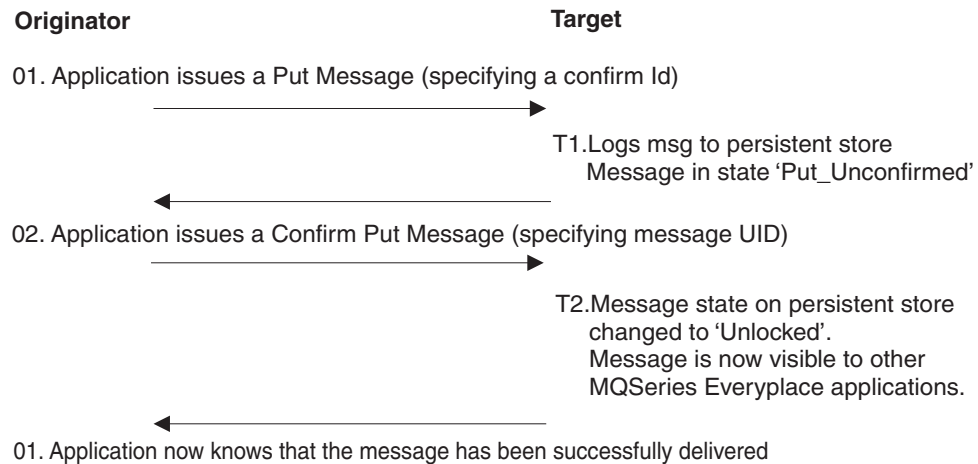 Originator Target
01. Application issues a Put Message (specifying a confirm Id)
T1.Logs msg to persistent store
Message in state ‘Put_Unconfirmed’
02. Application issues a Confirm Put Message (specifying message UID)
T2.Message state on persistent store
changed to ‘Unlocked’.
Message is now visible to other
MQSeries Everyplace applications.
01. Application now knows that the message has been successfully delivered